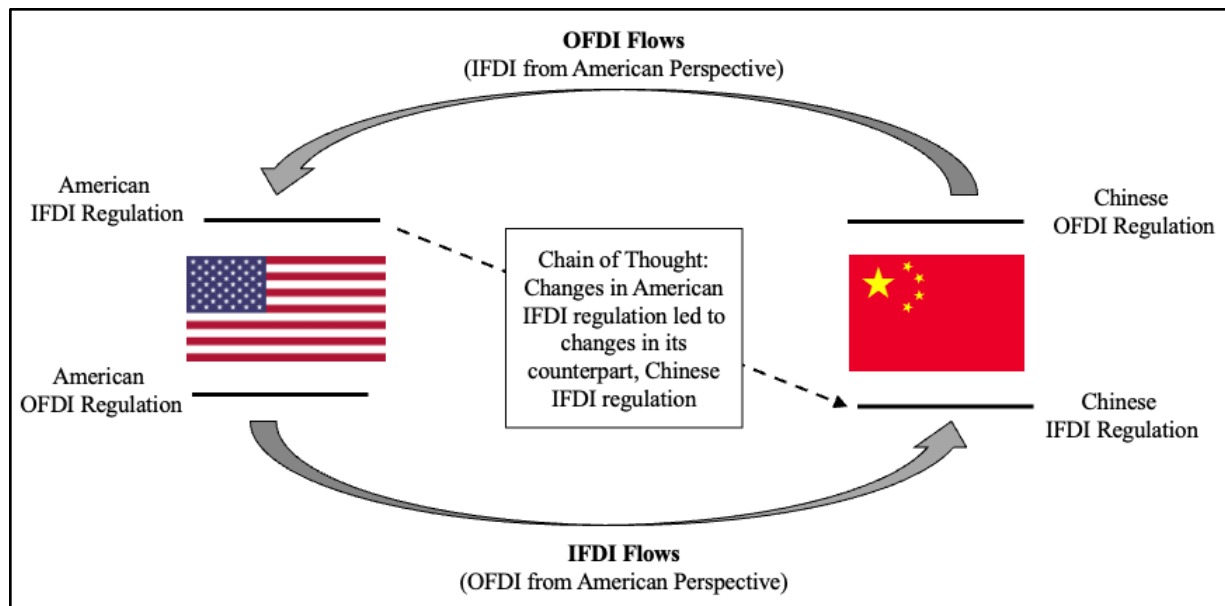 OFDI Flows
(IFDI from American Perspective)
American
IFDI Regulation
Chinese
OFDI Regulation
Chain of Thought:
Changes in American
IFDI regulation led to
changes in its
counterpart, Chinese
IFDI regulation
American
OFDI Regulation
Chinese
IFDI Regulation
IFDI Flows
(OFDI from American Perspective)